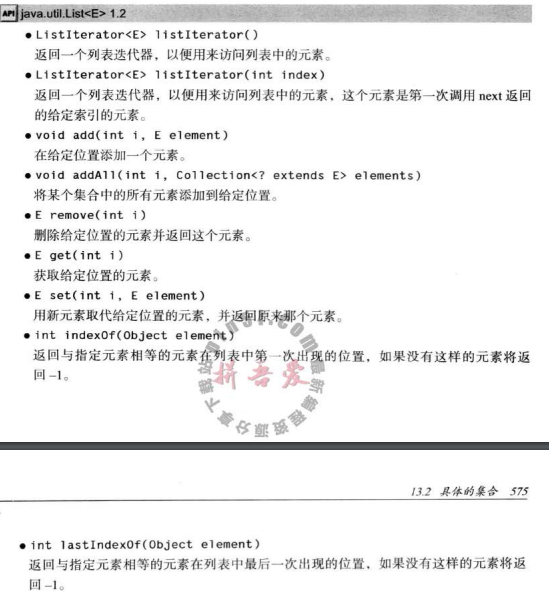 API java.util.List<E> 1.2
● ListIterator<E> listIterator()
返回一个列表迭代器，以便用来访问列表中的元素。
● ListIterator<E> listIterator(int index)
返回一个列表迭代器，以便用来访问列表中的元素，这个元素是第一次调用 next 返回
的给定索引的元素。
● void add(int i, E element)
在给定位置添加一个元素。
● void addAll(int i, Collection<? extends E> elements)
将某个集合中的所有元素添加到给定位置。
● E remove(int i)
删除给定位置的元素并返回这个元素。
● E get(int i)
获取给定位置的元素。
● E set(int i, E element)
用新元素取代给定位置的元素，并返回原来那个元素。
● int indexOf(Object element)
返回与指定元素相等的元素在列表中第一次出现的位置，如果没有这样的元素将返
回 –1。
拼吾爱
13.2 具体的集合 575
● int lastIndexOf(Object element)
返回与指定元素相等的元素在列表中最后一次出现的位置，如果没有这样的元素将返
回 –1。